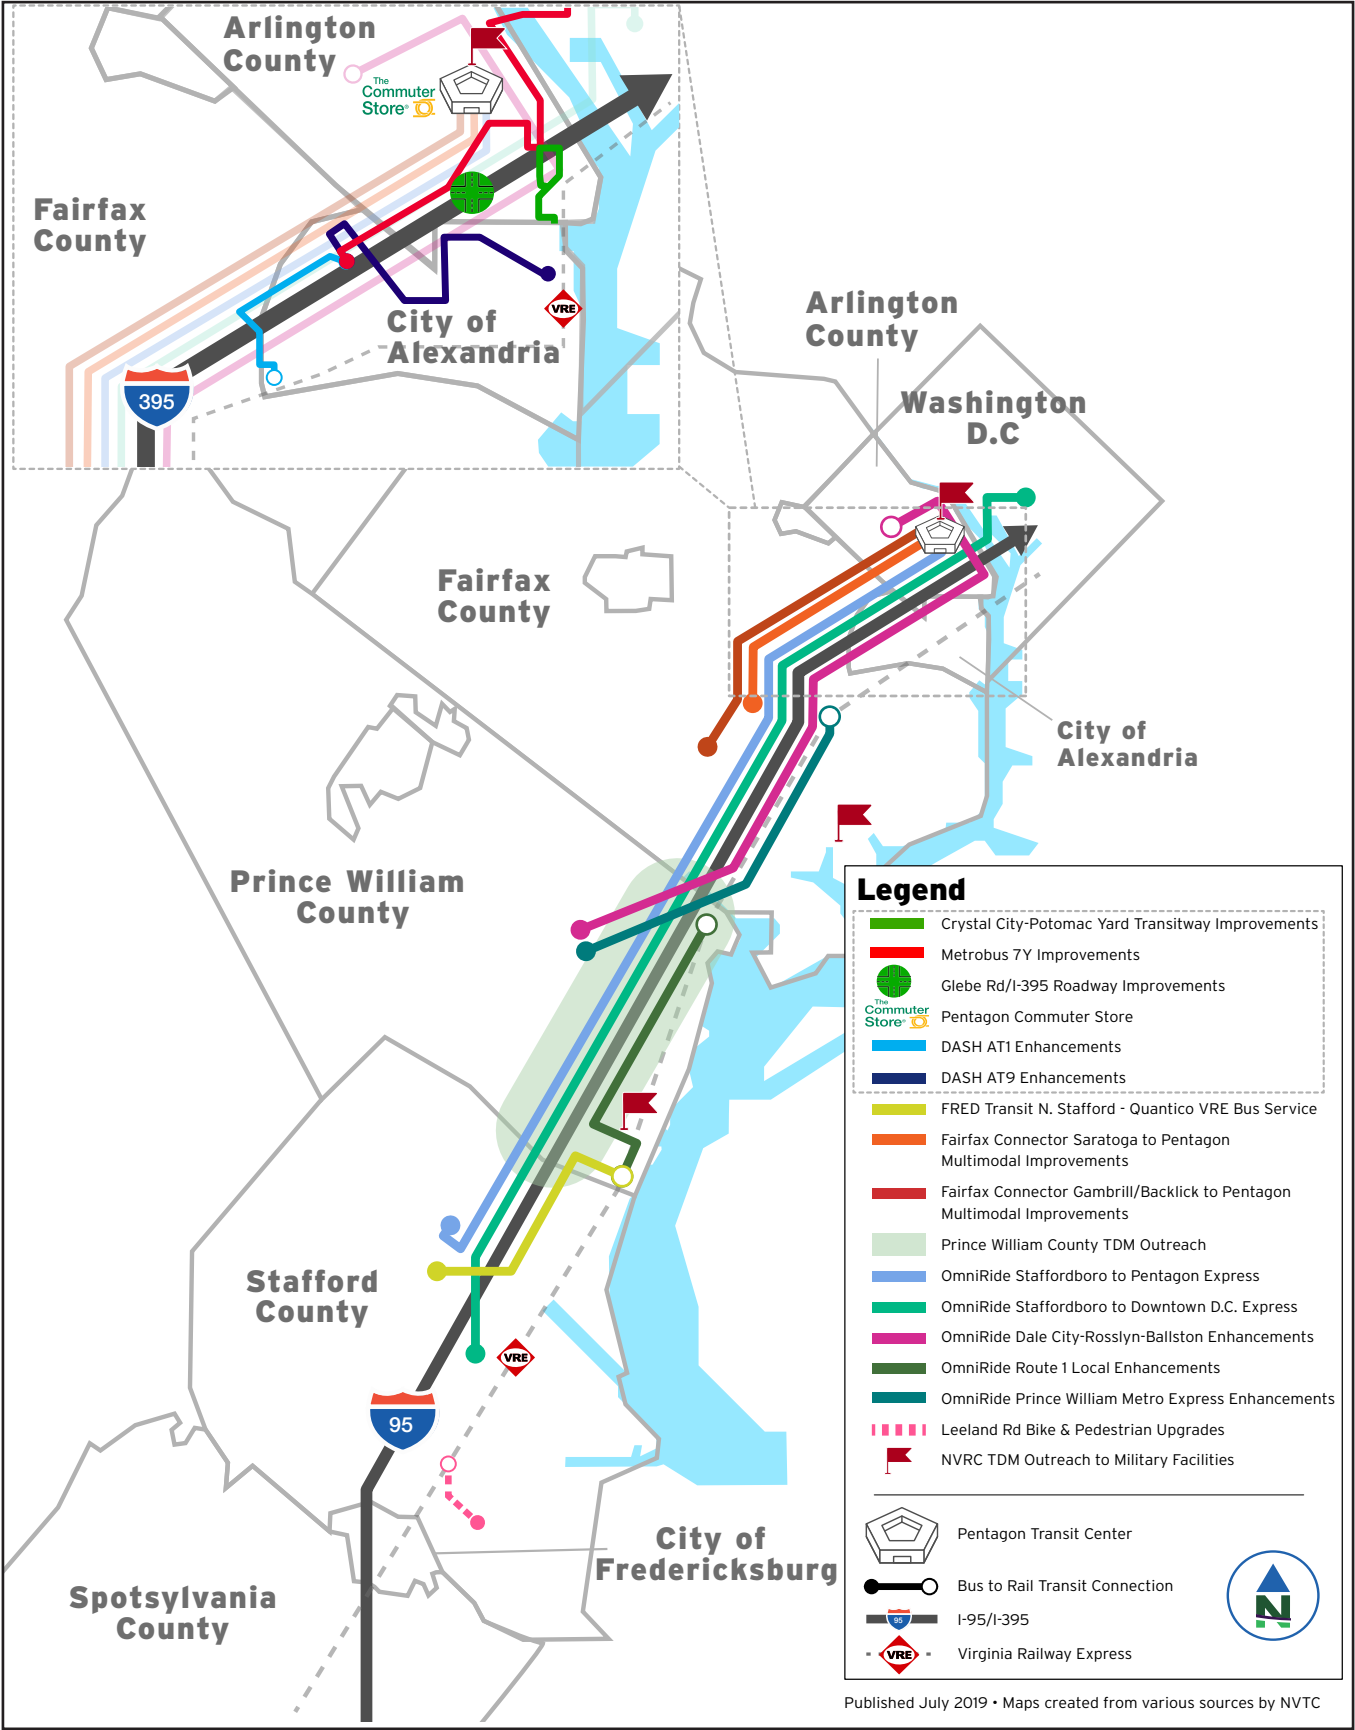 Arlington
County
The
Commuter
Store®
Fairfax
County
City of
Alexandria
VRE
395
Arlington
County
Washington
D.C
Fairfax
County
City of
Alexandria
Prince William
County
Stafford
County
VRE
95
City of
Fredericksburg
Spotsylvania
County
Legend
Crystal City-Potomac Yard Transitway Improvements
Metrobus 7Y Improvements
Glebe Rd/I-395 Roadway Improvements
The
Commuter
Store®
Pentagon Commuter Store
DASH AT1 Enhancements
DASH AT9 Enhancements
FRED Transit N. Stafford - Quantico VRE Bus Service
Fairfax Connector Saratoga to Pentagon
Multimodal Improvements
Fairfax Connector Gambrill/Backlick to Pentagon
Multimodal Improvements
Prince William County TDM Outreach
OmniRide Staffordboro to Pentagon Express
OmniRide Staffordboro to Downtown D.C. Express
OmniRide Dale City-Rosslyn-Ballston Enhancements
OmniRide Route 1 Local Enhancements
OmniRide Prince William Metro Express Enhancements
Leeland Rd Bike & Pedestrian Upgrades
NVRC TDM Outreach to Military Facilities
Pentagon Transit Center
Bus to Rail Transit Connection
95
I-95/I-395
VRE
Virginia Railway Express
N
Published July 2019 • Maps created from various sources by NVTC